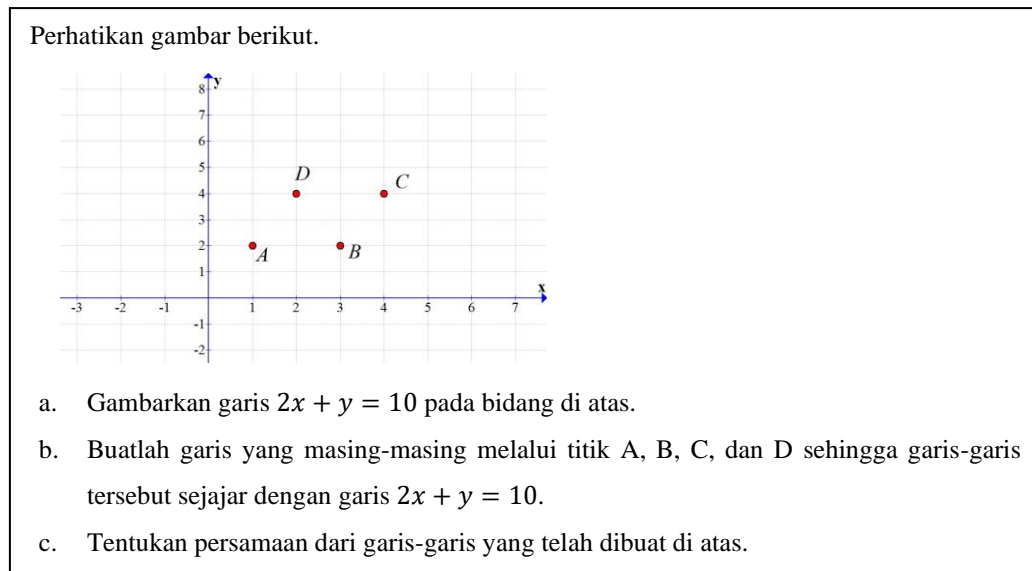 Perhatikan gambar berikut.
y
8
7
6
5
D
C
4
3
2
A
B
1
x
-3 -2 -1 1 2 3 4 5 6 7
-1
-2
a. Gambarkan garis 2𝑥 + 𝑦 = 10 pada bidang di atas.
b. Buatlah garis yang masing-masing melalui titik A, B, C, dan D sehingga garis-garis
tersebut sejajar dengan garis 2𝑥 + 𝑦 = 10.
c. Tentukan persamaan dari garis-garis yang telah dibuat di atas.